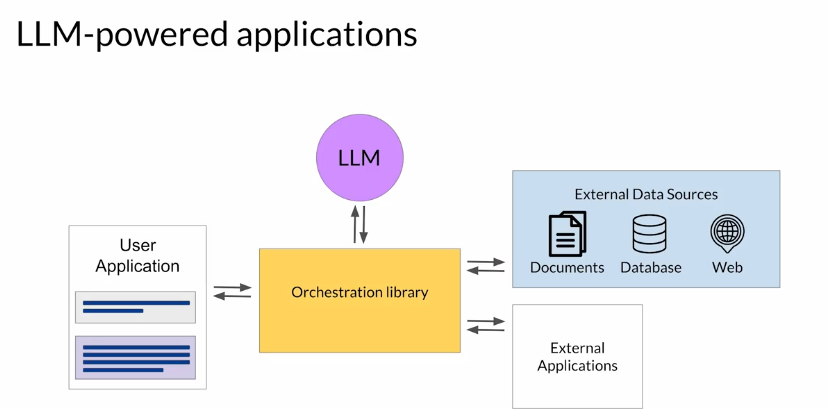 LLM-powered applications
LLM
External Data Sources
Documents Database Web
User
Application
Orchestration library
External
Applications